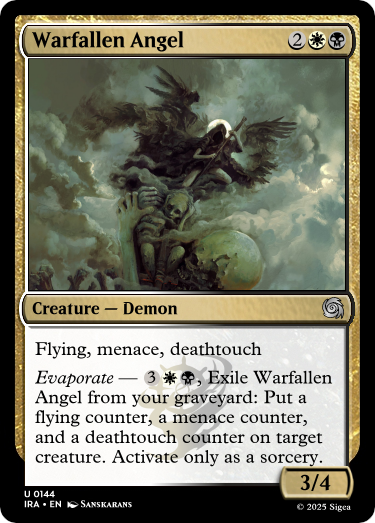 Warfallen Angel 2
Creature — Demon
Flying, menace, deathtouch
Evaporate — 3 , Exile Warfallen
Angel from your graveyard: Put a
flying counter, a menace counter,
and a deathtouch counter on target
creature. Activate only as a sorcery.
3/4
U 0144
IRA • EN Sanskarans
© 2025 Sigea